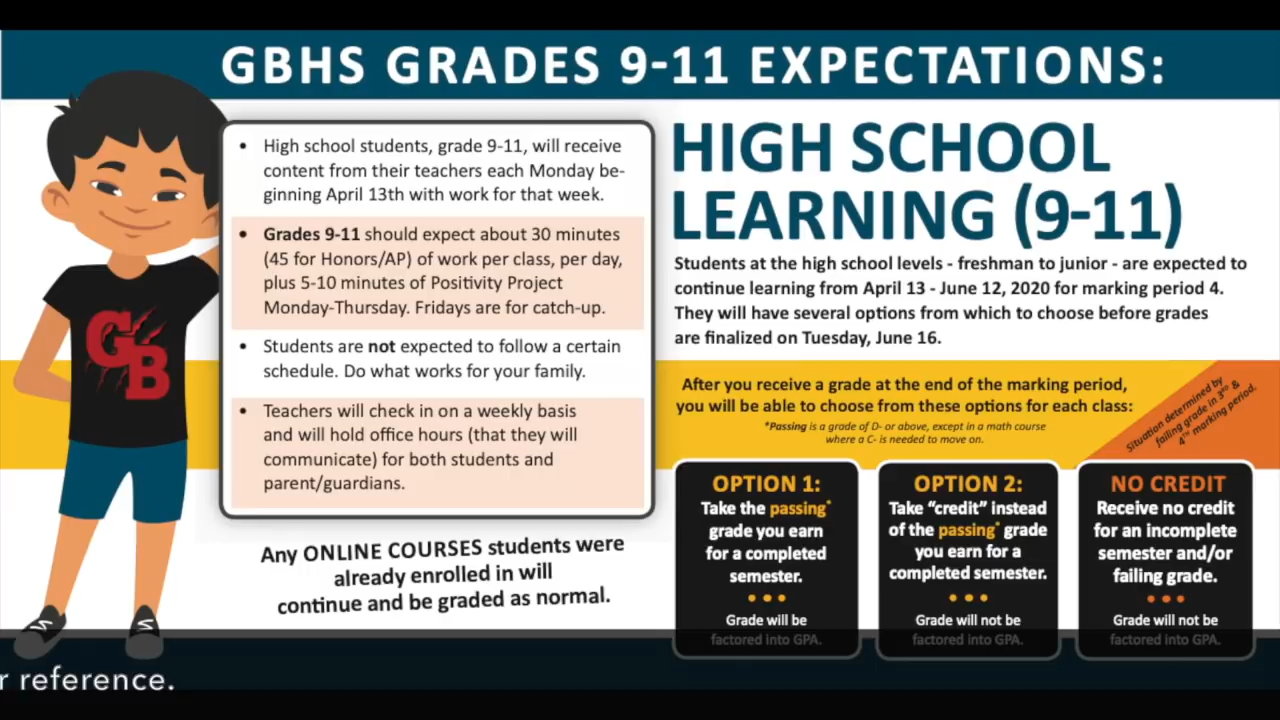 GBHS GRADES 9-11 EXPECTATIONS:
• High school students, grade 9-11, will receive
content from their teachers each Monday be-
ginning April 13th with work for that week.
• Grades 9-11 should expect about 30 minutes
(45 for Honors/AP) of work per class, per day,
plus 5-10 minutes of Positivity Project
Monday-Thursday. Fridays are for catch-up.
• Students are not expected to follow a certain
schedule. Do what works for your family.
• Teachers will check in on a weekly basis
and will hold office hours (that they will
communicate) for both students and
parent/guardians.
Any ONLINE COURSES students were
already enrolled in will
continue and be graded as normal.
GB
HIGH SCHOOL
LEARNING (9-11)
Students at the high school levels - freshman to junior - are expected to
continue learning from April 13 - June 12, 2020 for marking period 4.
They will have several options from which to choose before grades
are finalized on Tuesday, June 16.
After you receive a grade at the end of the marking period,
you will be able to choose from these options for each class:
*Passing is a grade of D- or above, except in a math course
where a C- is needed to move on.
Situation determined by
failing grade in 3RD &
4TH marking period.
OPTION 1:
Take the passing*
grade you earn
for a completed
semester.
Grade will be
factored into GPA.
OPTION 2:
Take "credit" instead
of the passing* grade
you earn for a
completed semester.
Grade will not be
factored into GPA.
NO CREDIT
Receive no credit
for an incomplete
semester and/or
failing grade.
Grade will not be
factored into GPA.
r reference.